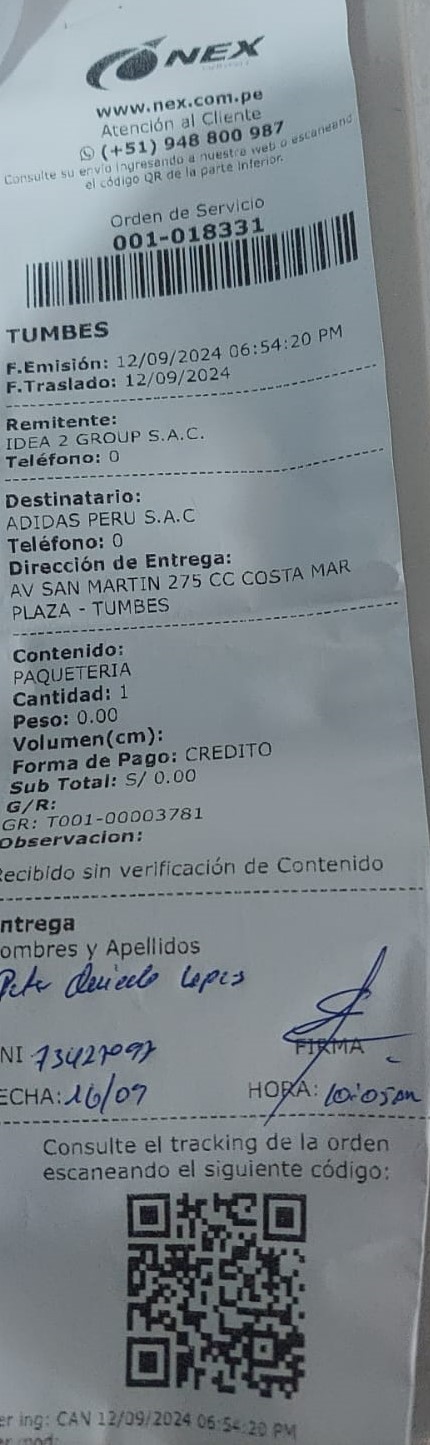 NEX
www.nex.com.pe
Atención al Cliente
(+51) 948 800 987
Consulte su envío ingresando a nuestra web o escaneand
el código QR de la parte inferior.
Orden de Servicio
001-018331
TUMBES
F.Emisión: 12/09/2024 06:54:20 PM
F.Traslado: 12/09/2024
Remitente:
IDEA 2 GROUP S.A.C.
Teléfono: 0
Destinatario:
ADIDAS PERU S.A.C
Teléfono: 0
Dirección de Entrega:
AV SAN MARTIN 275 CC COSTA MAR
PLAZA - TUMBES
Contenido:
PAQUETERIA
Cantidad: 1
Peso: 0.00
Volumen(cm):
Forma de Pago: CREDITO
Sub Total: S/ 0.00
G/R:
GR: T001-00003781
Observacion:
Recibido sin verificación de Contenido
ntrega
ombres y Apellidos
Lopes
NI
FIRMA
ECHA: 16/09 HORA: 10:05am
Consulte el tracking de la orden
escaneando el siguiente código:
er ing: CAN 12/09/2024 06:54:20 PM